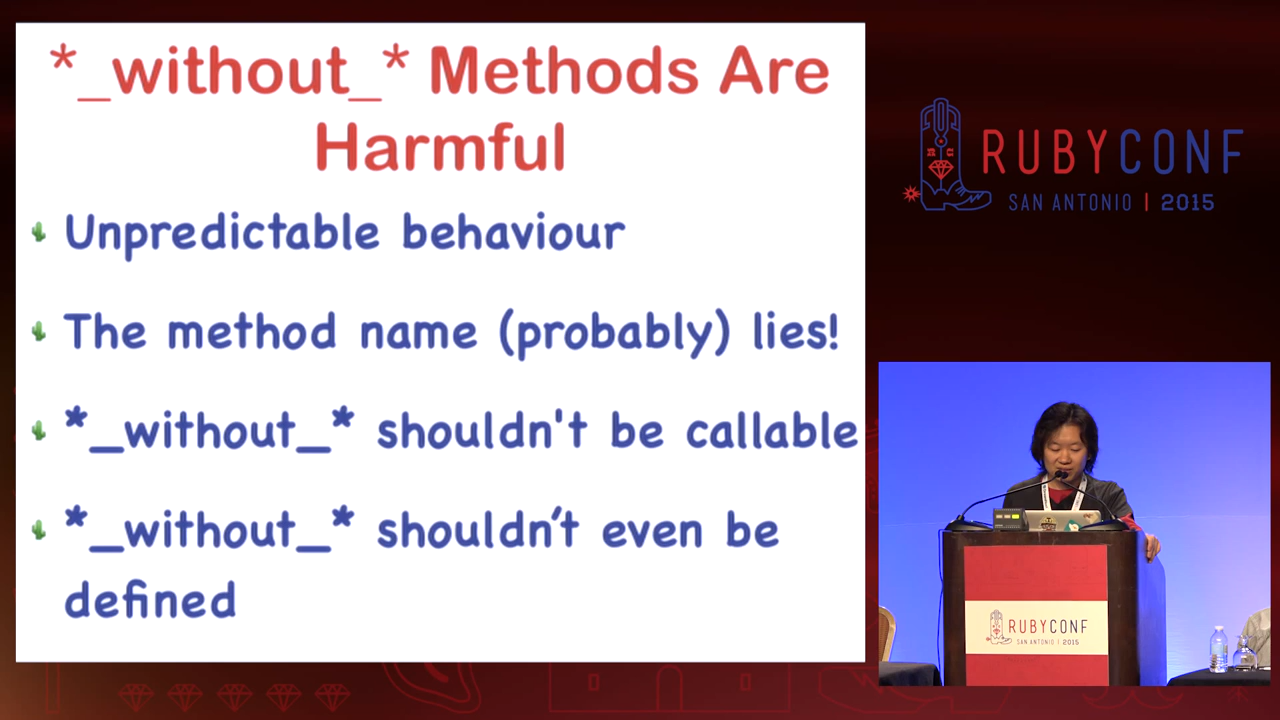 *_without_* Methods Are
Harmful
Unpredictable behaviour
The method name (probably) lies!
*_without_* shouldn't be callable
*_without_* shouldn’t even be
defined
RUBYCONF
SAN ANTONIO | 2015
RUBYCONF
SAN ANTONIO | 2015